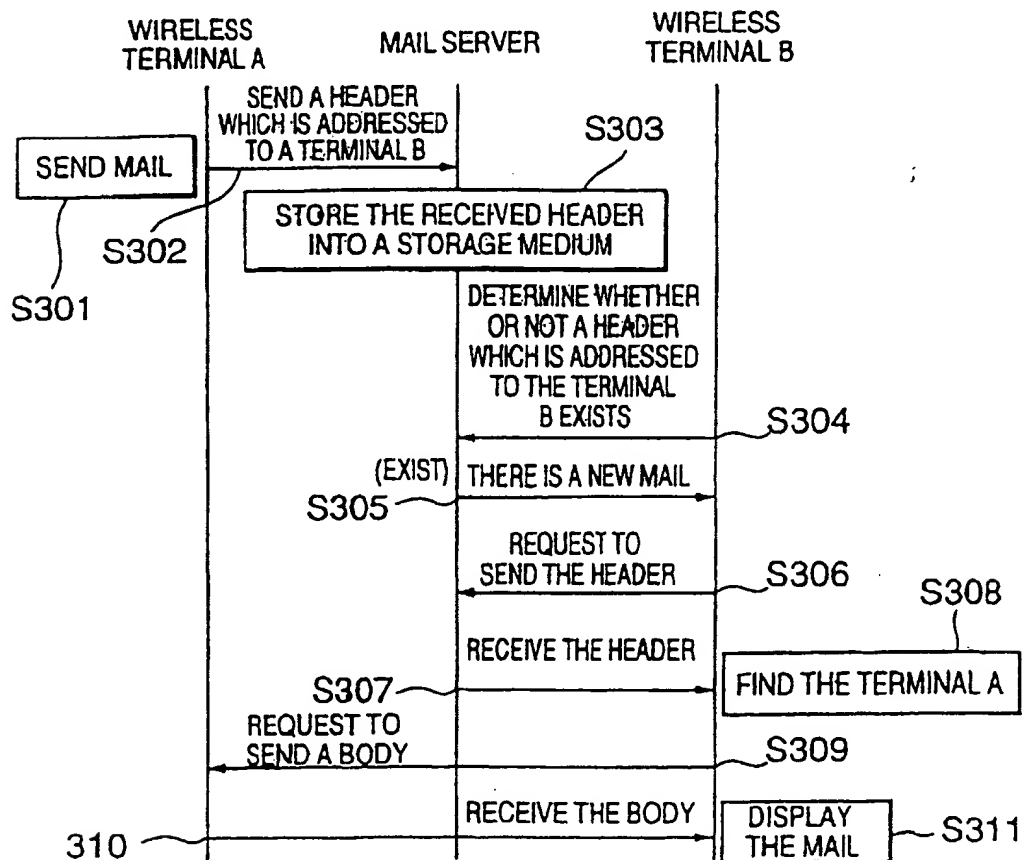 WIRELESS
TERMINAL A
MAIL SERVER
WIRELESS
TERMINAL B
SEND A HEADER
WHICH IS ADDRESSED
TO A TERMINAL B
S303
SEND MAIL
STORE THE RECEIVED HEADER
INTO A STORAGE MEDIUM
S302
S301
DETERMINE WHETHER
OR NOT A HEADER
WHICH IS ADDRESSED
TO THE TERMINAL
B EXISTS
S304
(EXIST)
THERE IS A NEW MAIL
S305
REQUEST TO
SEND THE HEADER
S306
S308
RECEIVE THE HEADER
FIND THE TERMINAL A
S307
REQUEST TO
SEND A BODY
S309
RECEIVE THE BODY
DISPLAY
THE MAIL
S311
310